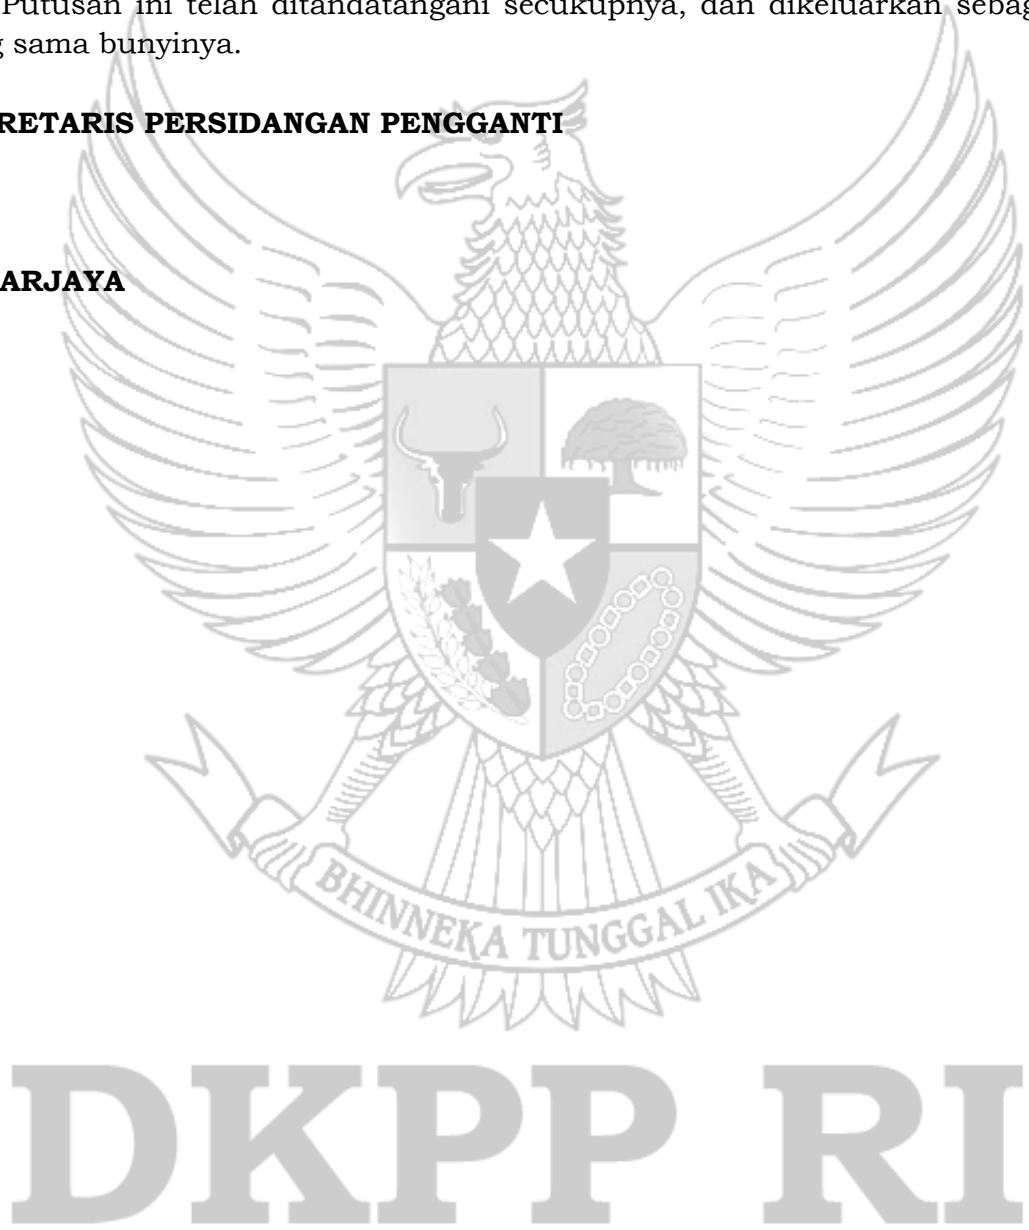 Putusan ini telah ditandatangani secukupnya, dan dikeluarkan sebag
g sama bunyinya.
RETARIS PERSIDANGAN PENGGANTI
ARJAYA
BHINNEKA TUNGGAL IKA
DKPP RI